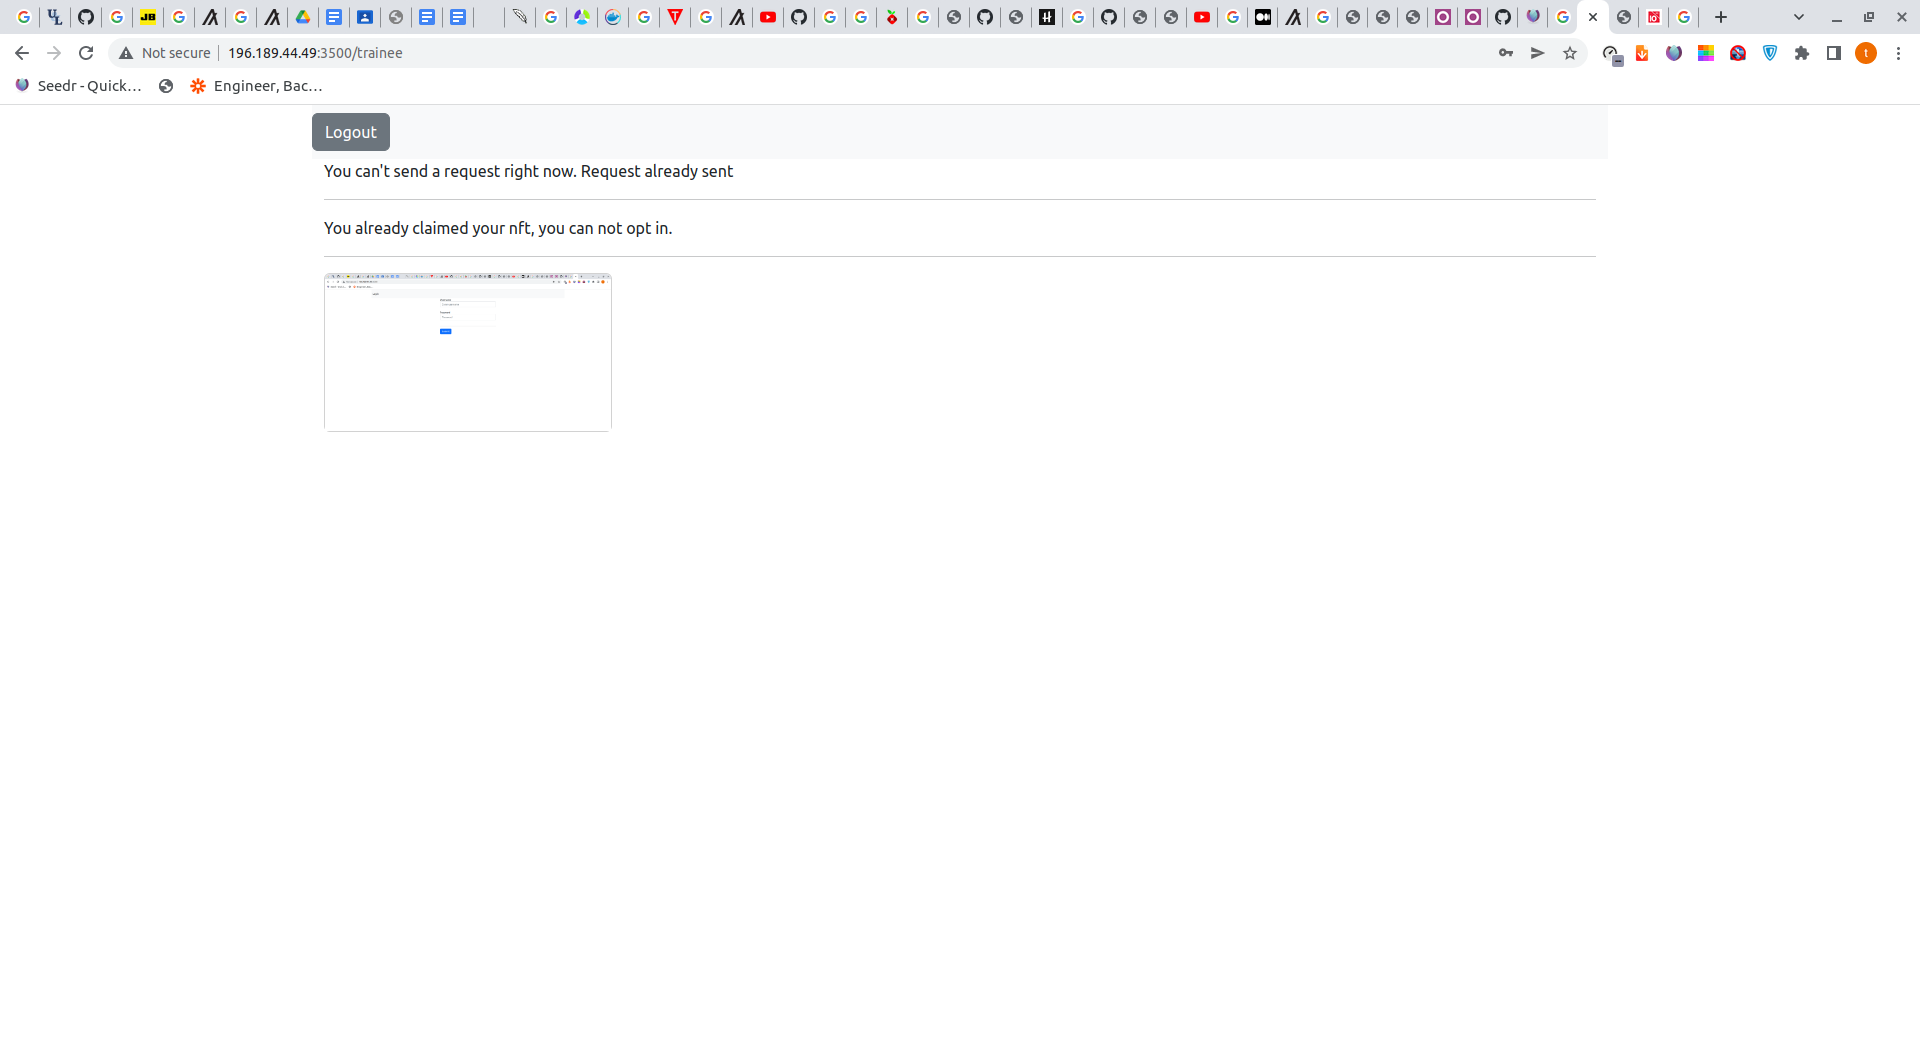 JB
Not secure
196.189.44.49:3500/trainee
t
Seedr - Quick...
Engineer, Bac...
Logout
You can't send a request right now. Request already sent
You already claimed your nft, you can not opt in.